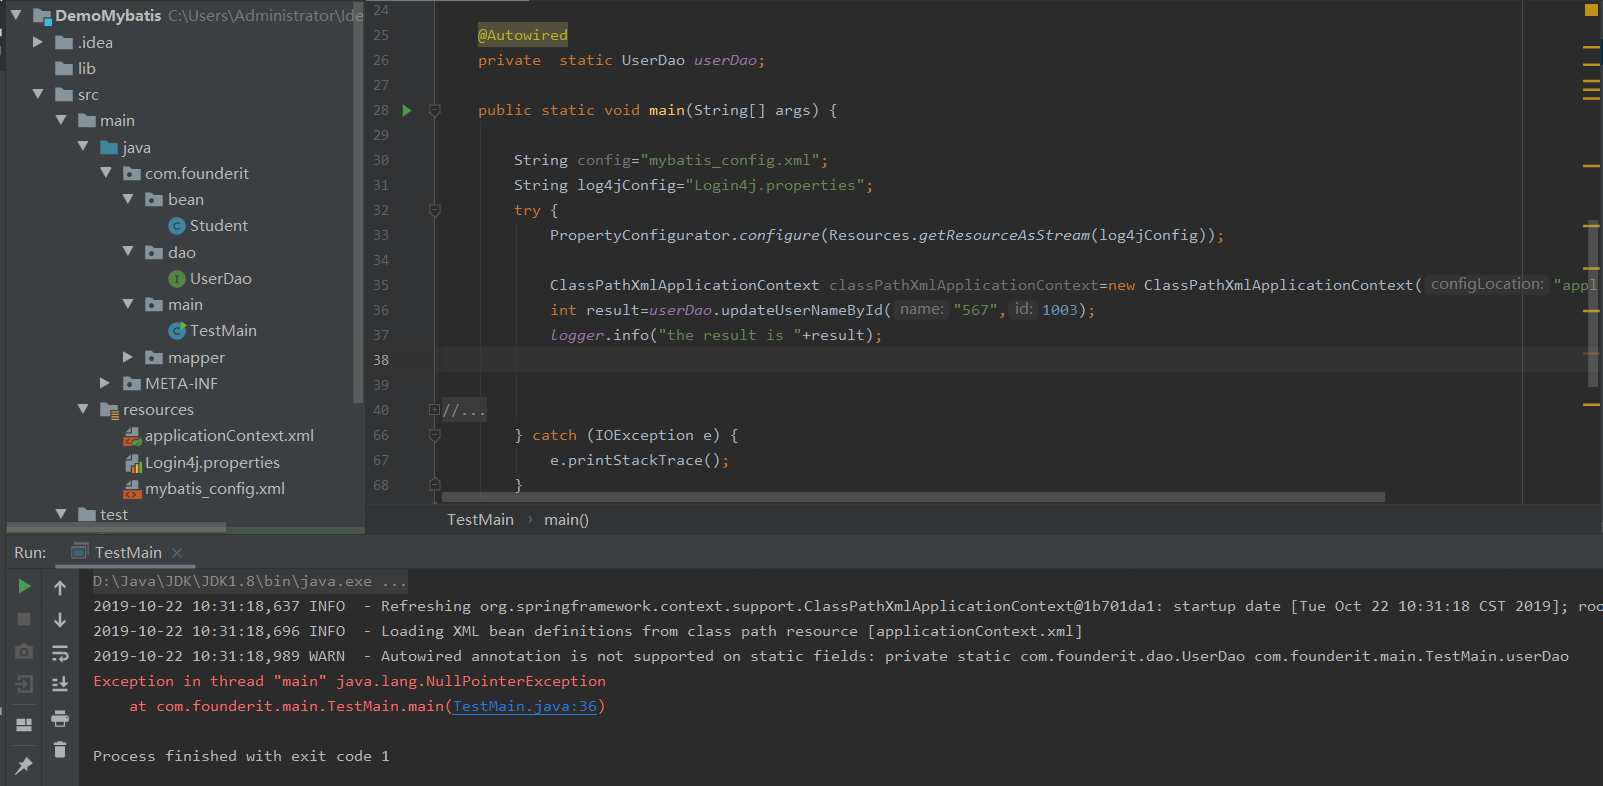 DemoMybatis C:\Users\Administrator\Ide
.idea
lib
src
main
java
com.founderit
bean
Student
dao
UserDao
main
TestMain
mapper
META-INF
resources
applicationContext.xml
Login4j.properties
mybatis_config.xml
test
24
25 @Autowired
26 private static UserDao userDao;
27
28 public static void main(String[] args) {
29
30 String config="mybatis_config.xml";
31 String log4jConfig="Login4j.properties";
32 try {
33 PropertyConfigurator.configure(Resources.getResourceAsStream(log4jConfig));
34
35 ClassPathXmlApplicationContext classPathXmlApplicationContext=new ClassPathXmlApplicationContext( configLocation: "appl
36 int result=userDao.updateUserNameById( name: "567", id: 1003);
37 logger.info("the result is "+result);
38
39
40 //...
66 } catch (IOException e) {
67 e.printStackTrace();
68 }
TestMain › main()
Run: TestMain
D:\Java\JDK\JDK1.8\bin\java.exe ...
2019-10-22 10:31:18,637 INFO - Refreshing org.springframework.context.support.ClassPathXmlApplicationContext@1b701da1: startup date [Tue Oct 22 10:31:18 CST 2019]; roo
2019-10-22 10:31:18,696 INFO - Loading XML bean definitions from class path resource [applicationContext.xml]
2019-10-22 10:31:18,989 WARN - Autowired annotation is not supported on static fields: private static com.founderit.dao.UserDao com.founderit.main.TestMain.userDao
Exception in thread "main" java.lang.NullPointerException
at com.founderit.main.TestMain.main(TestMain.java:36)
Process finished with exit code 1